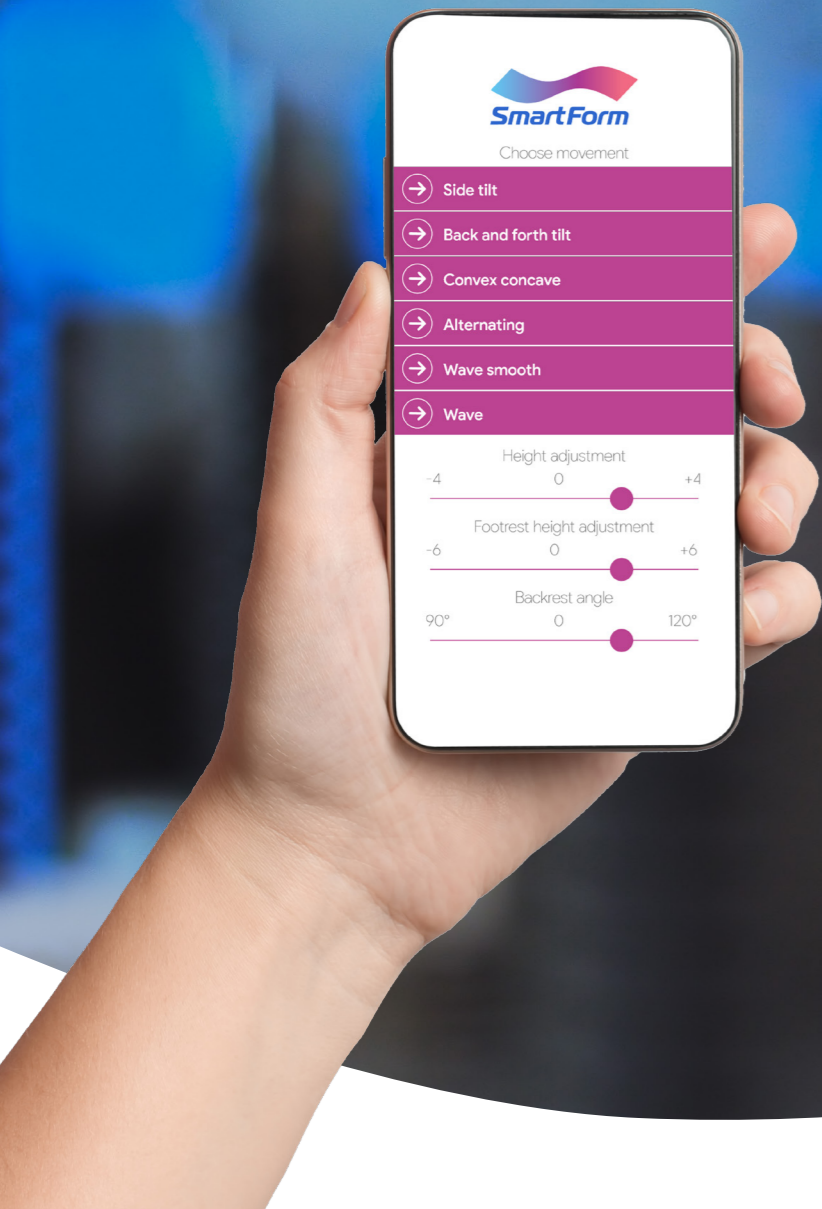 SmartForm
Choose movement
Side tilt
Back and forth tilt
Convex concave
Alternating
Wave smooth
Wave
Height adjustment
-4 0 +4
Footrest height adjustment
-6 0 +6
Backrest angle
90° 0 120°